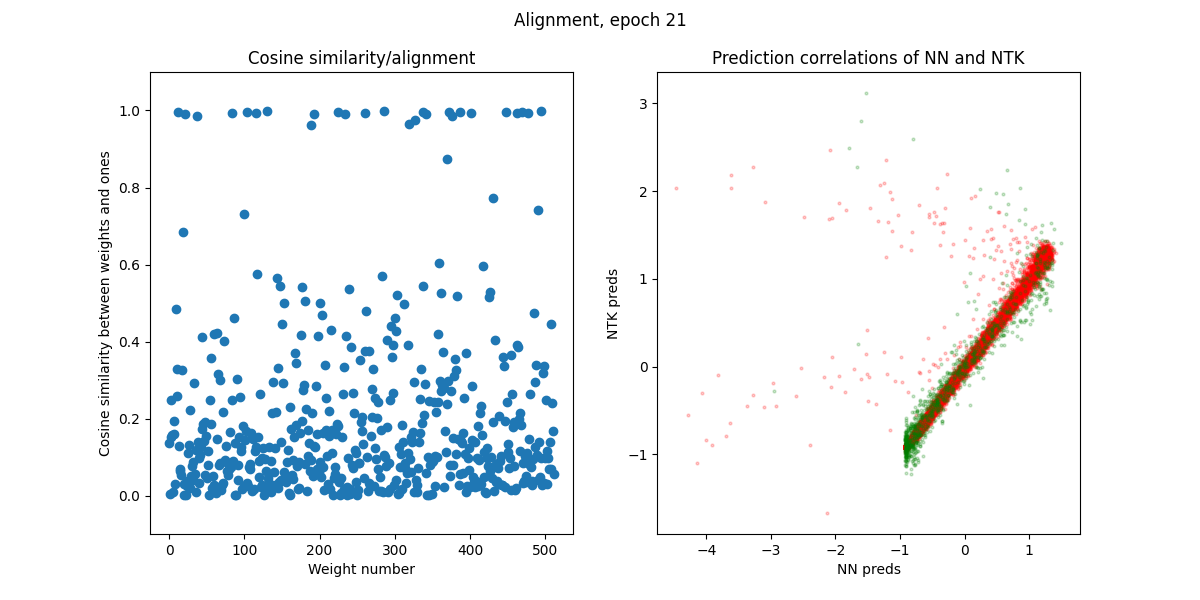 Alignment, epoch 21
Cosine similarity/alignment
Cosine similarity between weights and ones
1.0
0.8
0.6
0.4
0.2
0.0
0 100 200 300 400 500
Weight number
Prediction correlations of NN and NTK
NTK preds
3
2
1
0
−1
−4 −3 −2 −1 0 1
NN preds